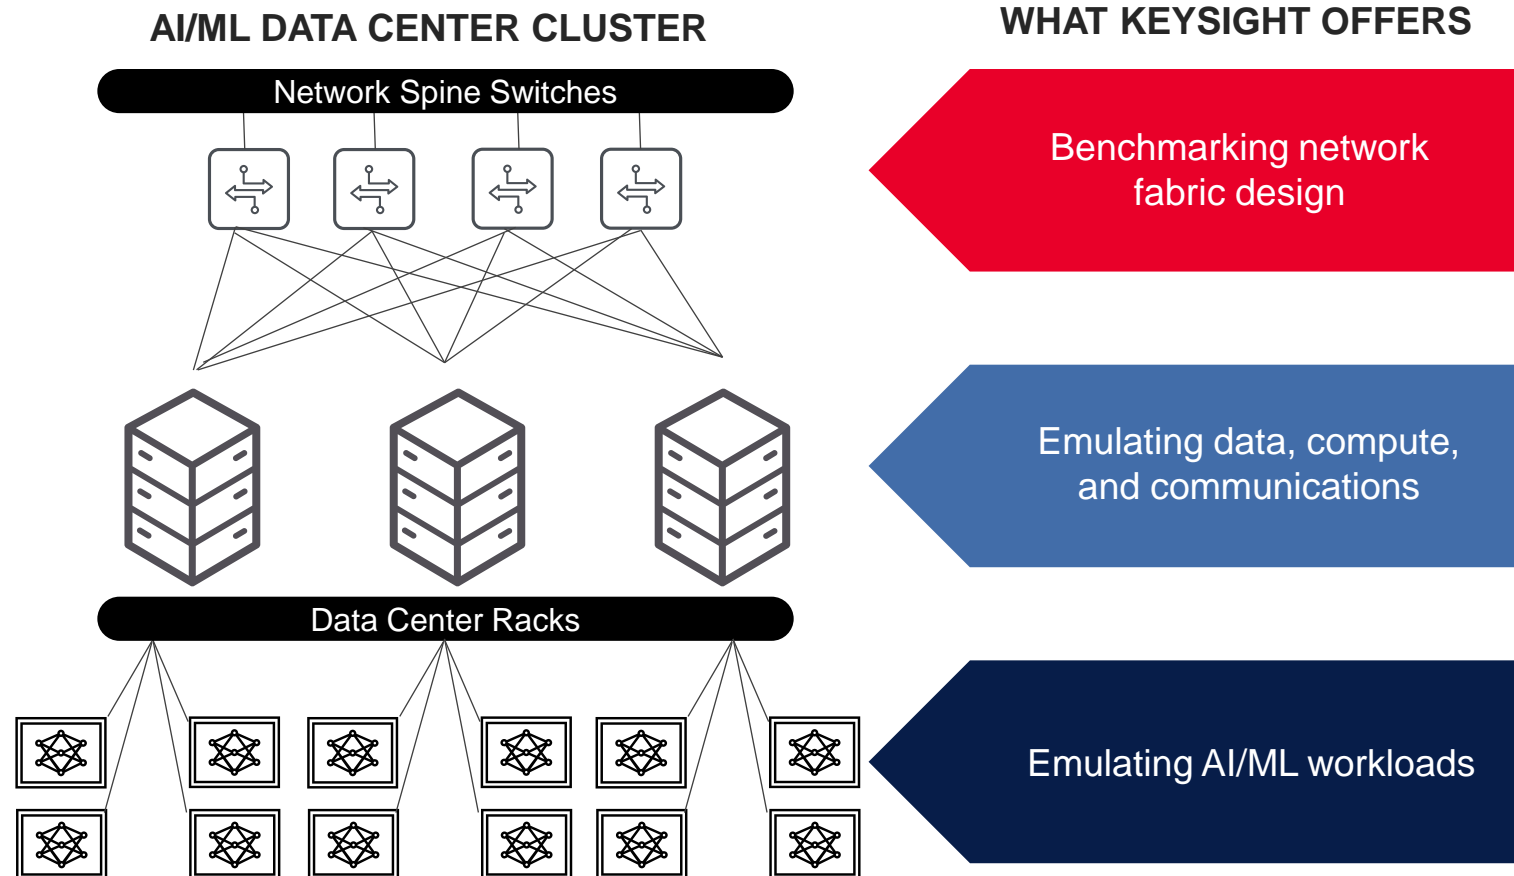 AI/ML DATA CENTER CLUSTER
WHAT KEYSIGHT OFFERS
Network Spine Switches
Benchmarking network
fabric design
Emulating data, compute,
and communications
Data Center Racks
Emulating AI/ML workloads